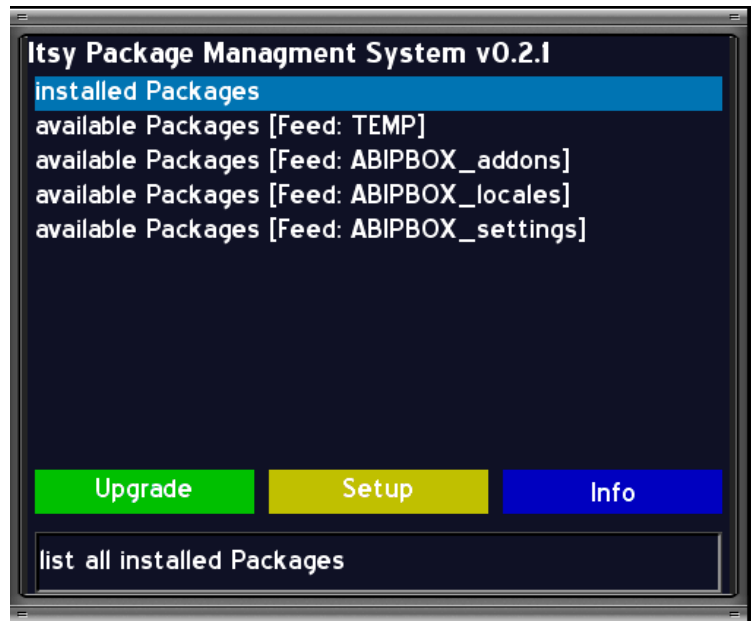 Itsy Package Managment System v0.2.1
installed Packages
available Packages [Feed: TEMP]
available Packages [Feed: ABIPBOX_addons]
available Packages [Feed: ABIPBOX_locales]
available Packages [Feed: ABIPBOX_settings]
Upgrade Setup Info
list all installed Packages